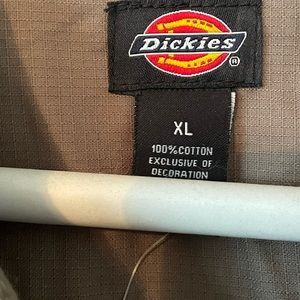 Dickies
®
XL
100%COTTON
EXCLUSIVE OF
DECORATION